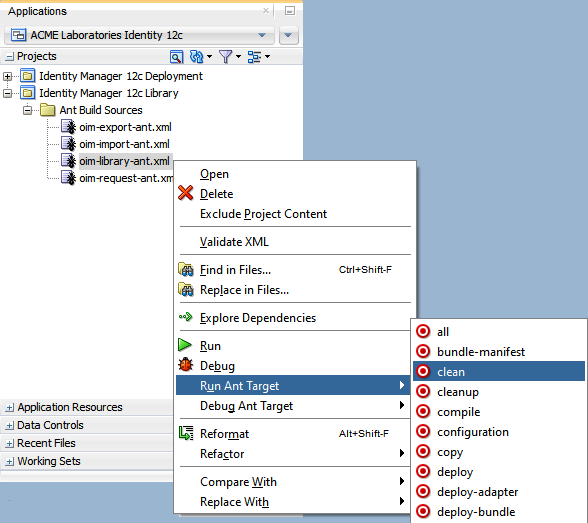 Applications
ACME Laboratories Identity 12c
Projects
Identity Manager 12c Deployment
Identity Manager 12c Library
Ant Build Sources
oim-export-ant.xml
oim-import-ant.xml
oim-library-ant.xml
oim-request-ant.xm
Application Resources
Data Controls
Recent Files
Working Sets
Open
Delete
Exclude Project Content
Validate XML
Find in Files... Ctrl+Shift-F
Replace in Files...
Explore Dependencies
Run
Debug
Run Ant Target
Debug Ant Target
Reformat Alt+Shift-F
Refactor
Compare With
Replace With
all
bundle-manifest
clean
cleanup
compile
configuration
copy
deploy
deploy-adapter
deploy-bundle